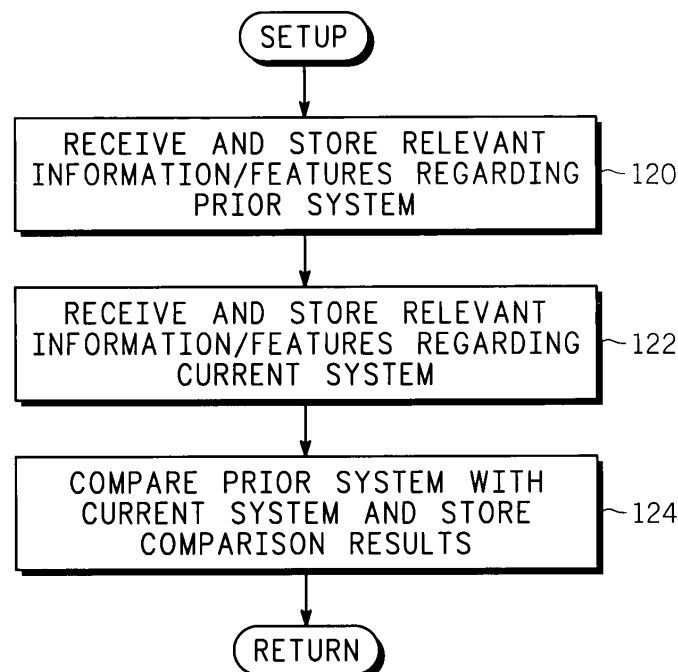 SETUP
RECEIVE AND STORE RELEVANT
INFORMATION/FEATURES REGARDING
PRIOR SYSTEM
120
RECEIVE AND STORE RELEVANT
INFORMATION/FEATURES REGARDING
CURRENT SYSTEM
122
COMPARE PRIOR SYSTEM WITH
CURRENT SYSTEM AND STORE
COMPARISON RESULTS
124
RETURN